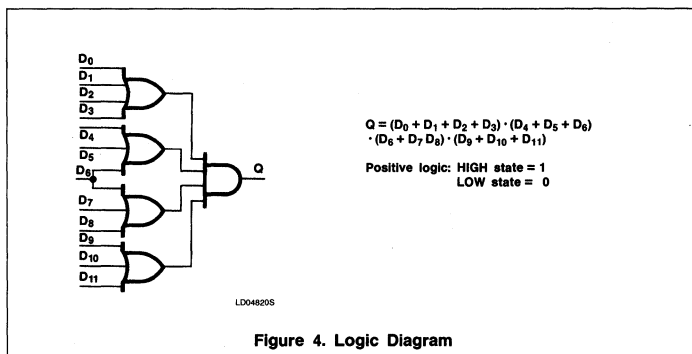 D0
D1
D2
D3
D4
D5
D6
D7
D8
D9
D10
D11
Q
Q = (D0 + D1 + D2 + D3) · (D4 + D5 + D6)
· (D6 + D7 D8) · (D9 + D10 + D11)
Positive logic: HIGH state = 1
LOW state = 0
LD04820S
Figure 4. Logic Diagram